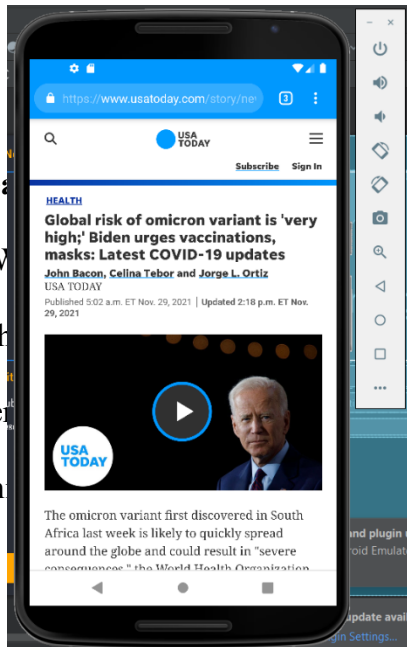 https://www.usatoday.com/story/ne
3
USA
TODAY
Subscribe Sign In
HEALTH
Global risk of omicron variant is 'very
high;' Biden urges vaccinations,
masks: Latest COVID-19 updates
John Bacon, Celina Tebor and Jorge L. Ortiz
USA TODAY
Published 5:02 a.m. ET Nov. 29, 2021 | Updated 2:18 p.m. ET Nov.
29, 2021
USA
TODAY
The omicron variant first discovered in South
Africa last week is likely to quickly spread
around the globe and could result in "severe
consequences," the World Health Organization
and plugin
roid Emulat
update avai
gin Settings...